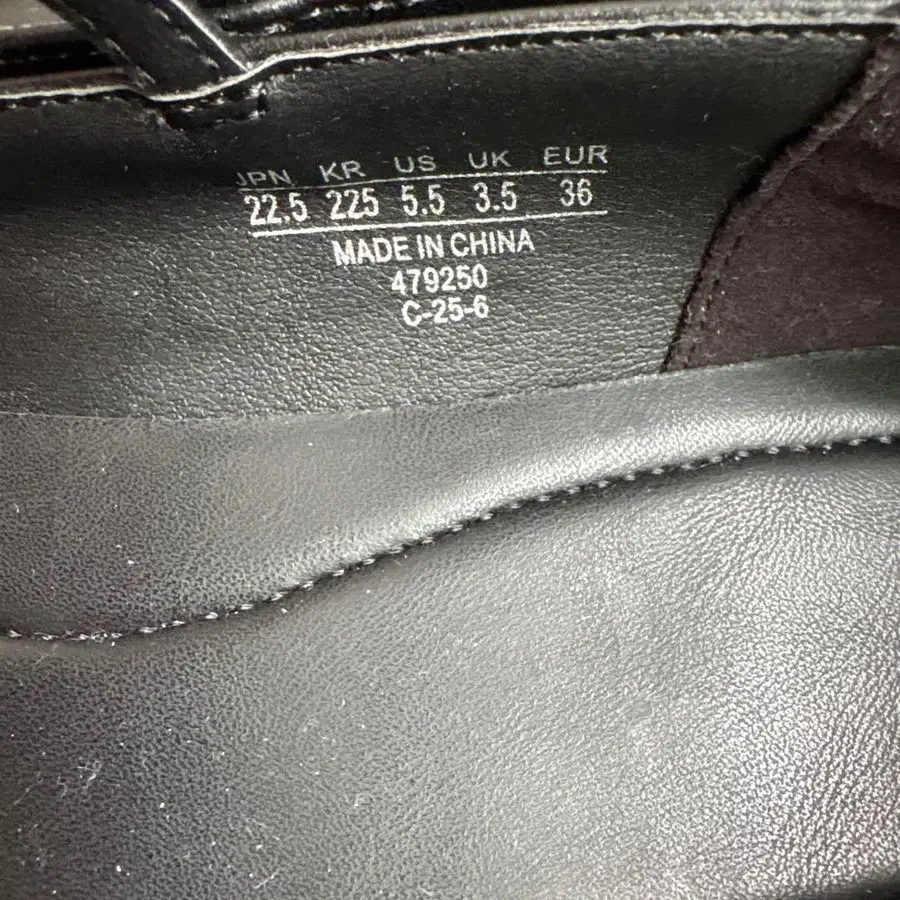 JPN KR US UK EUR
22.5 225 5.5 3.5 36
MADE IN CHINA
479250
C-25-6